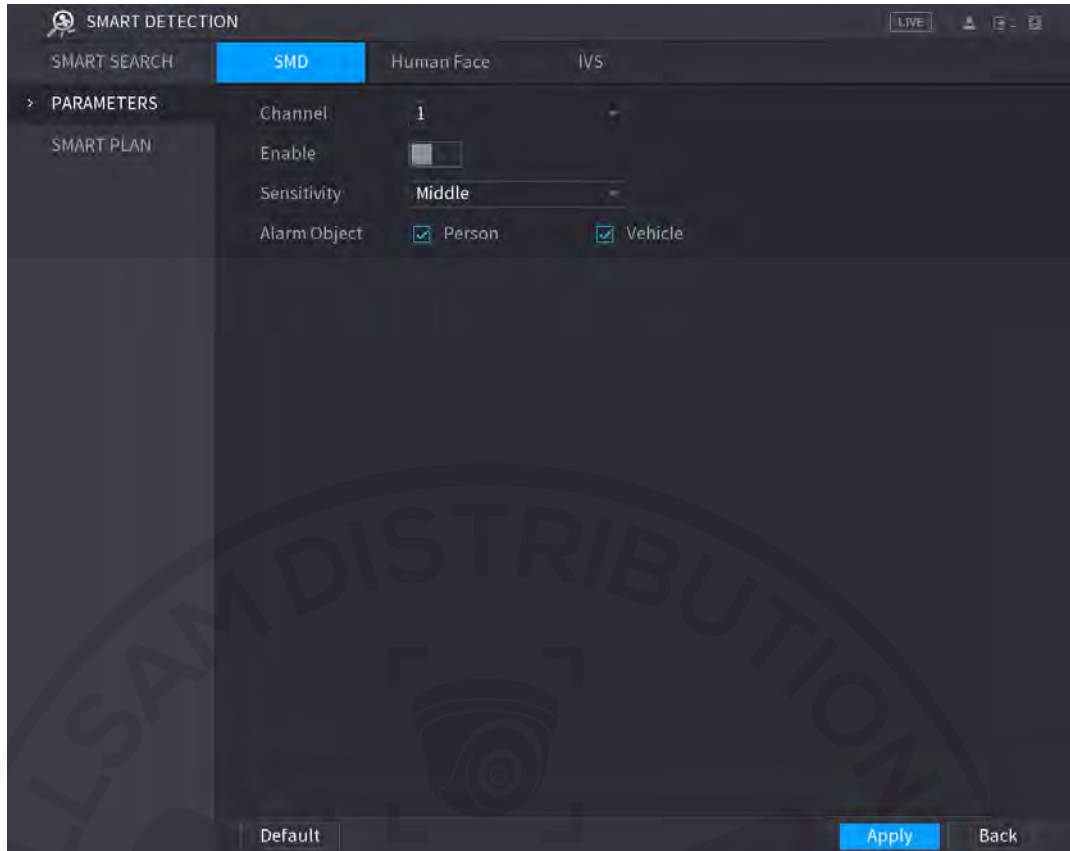 SMART DETECTION LIVE
SMART SEARCH SMD Human Face IVS
PARAMETERS
SMART PLAN
Channel 1
Enable
Sensitivity Middle
Alarm Object Person Vehicle
DISTRIBUTION
Default Apply Back